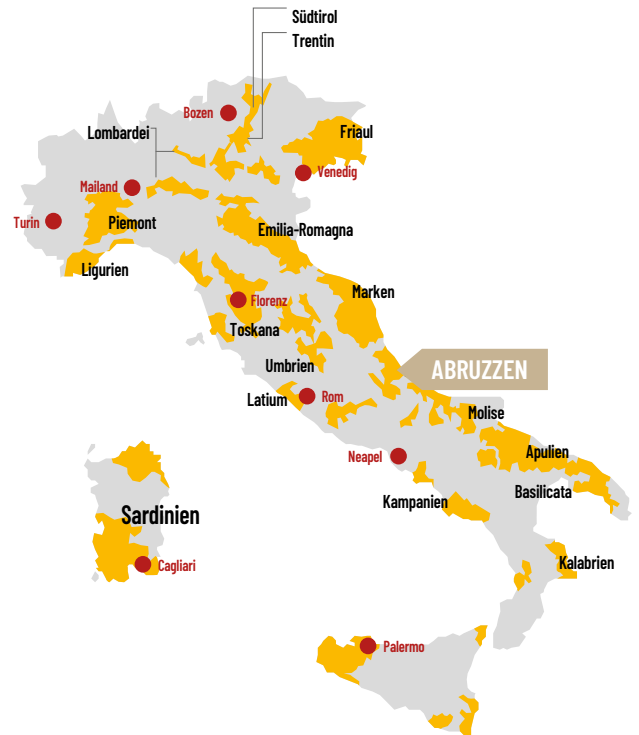 Südtirol
Trentin
Bozen
Lombardei
Friaul
Venedig
Mailand
Turin
Piemont
Emilia-Romagna
Ligurien
Marken
Florenz
Toskana
Umbrien
ABRUZZEN
Latium
Rom
Molise
Neapel
Apulien
Kampanien
Basilicata
Sardinien
Kalabrien
Cagliari
Palermo